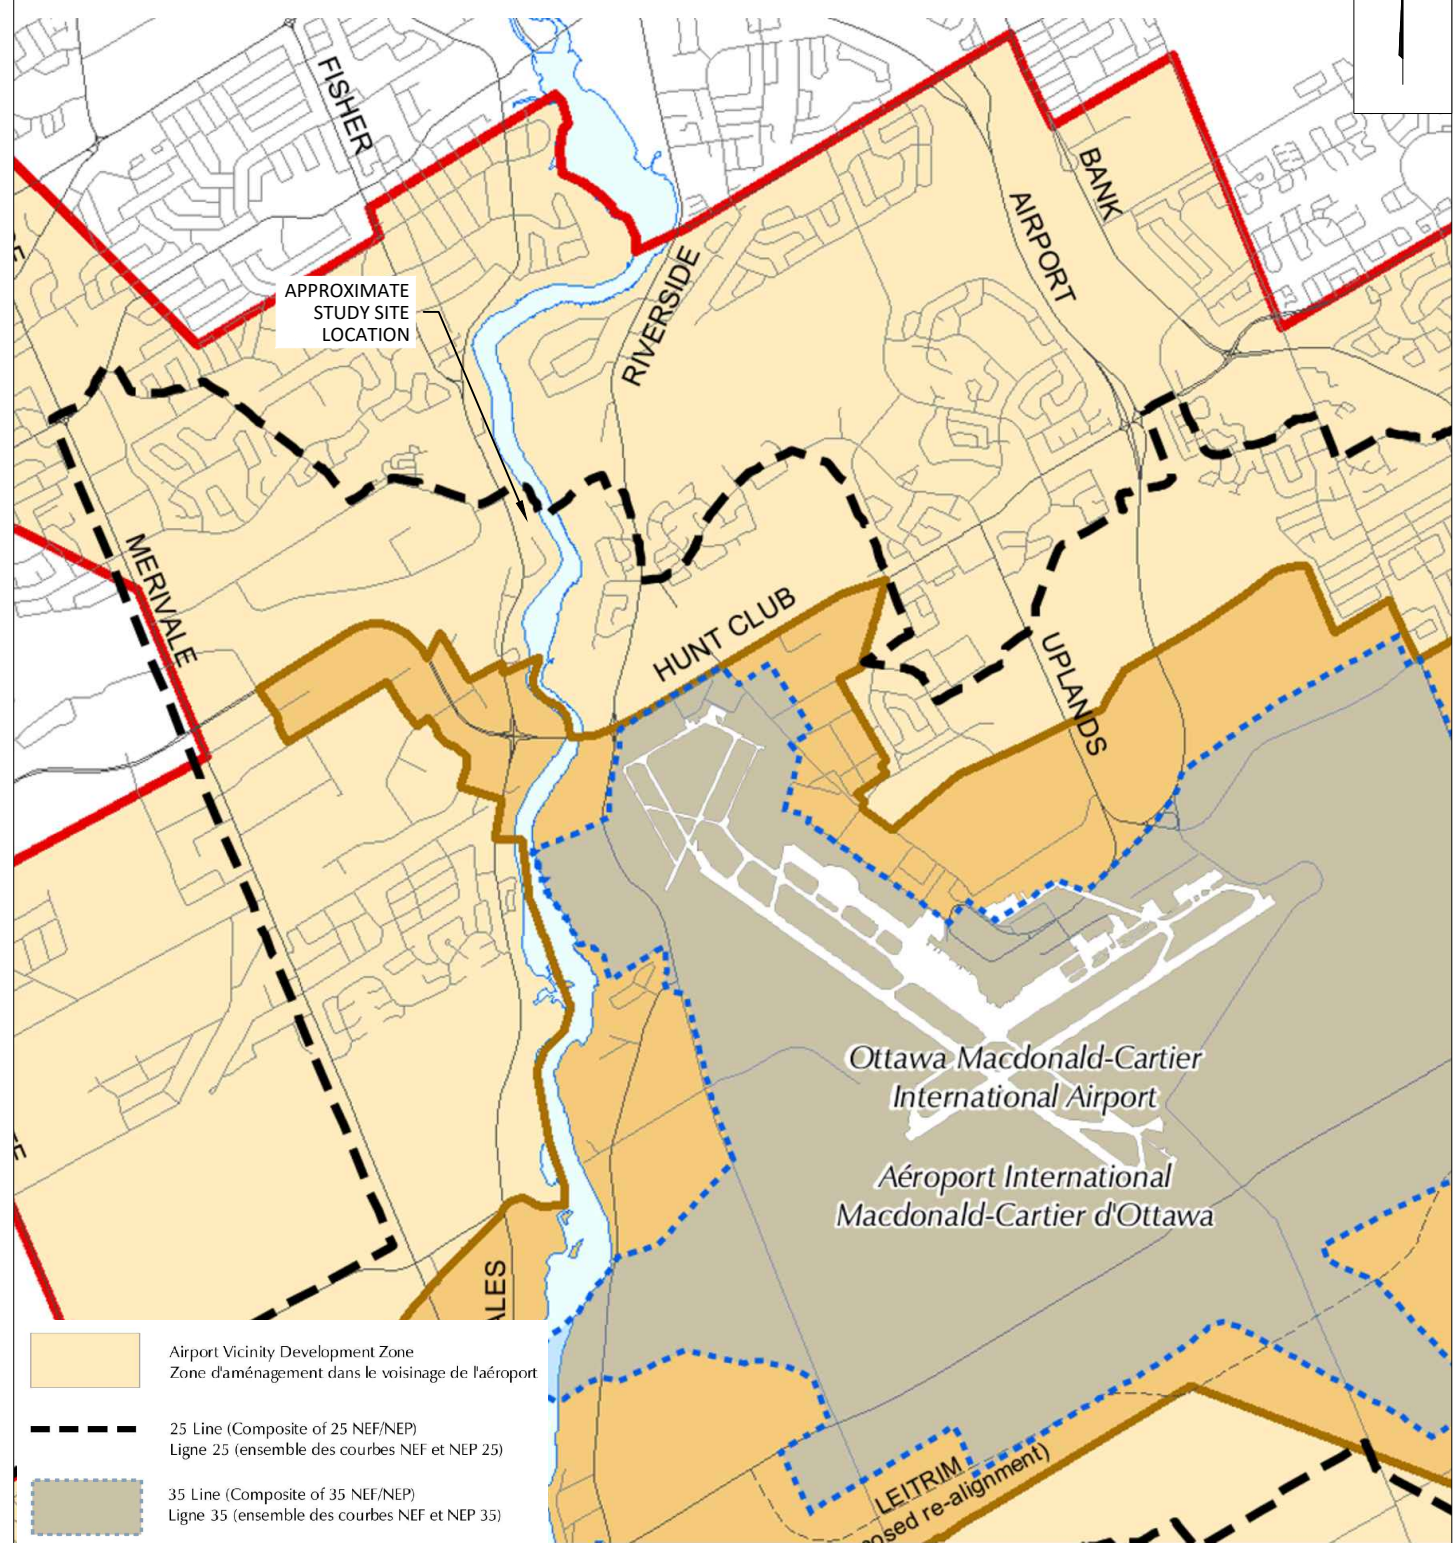 FISHER
BANK
AIRPORT
RIVERSIDE
APPROXIMATE
STUDY SITE
LOCATION
MERIVALE
HUNT CLUB
UPLANDS
Ottawa Macdonald-Cartier
International Airport
Aéroport International
Macdonald-Cartier d'Ottawa
ALES
LEITRIM
osed re-alignment)
Airport Vicinity Development Zone
Zone d'aménagement dans le voisinage de l'aéroport
25 Line (Composite of 25 NEF/NEP)
Ligne 25 (ensemble des courbes NEF et NEP 25)
35 Line (Composite of 35 NEF/NEP)
Ligne 35 (ensemble des courbes NEF et NEP 35)